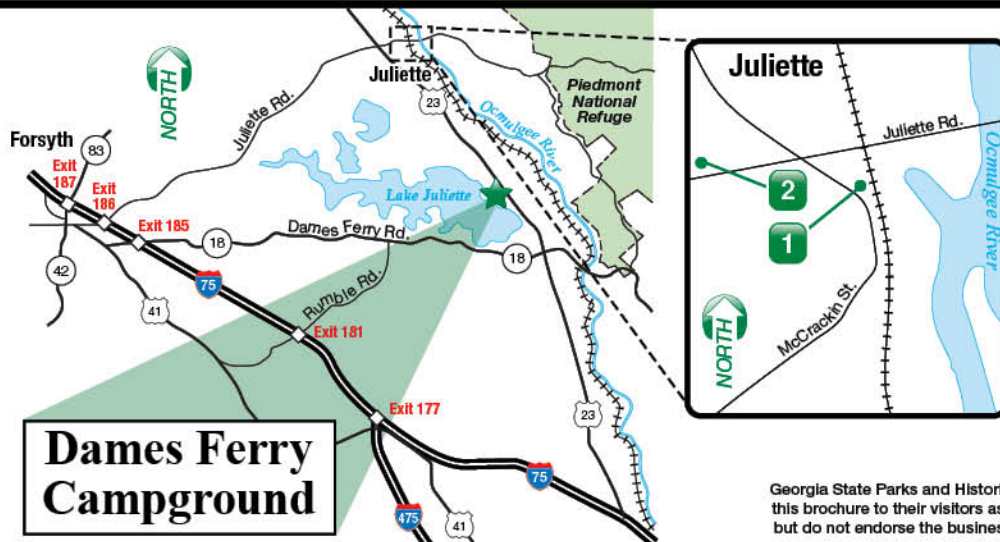 NORTH
Forsyth
83
Exit
187
Exit
186
Exit 185
Juliette Rd.
Juliette
23
Piedmont
National
Refuge
Ocmulgee River
Lake Juliette
Dames Ferry Rd.
18
18
42
41
75
Rumble Rd.
Exit 181
Exit 177
23
75
475
41
Dames Ferry
Campground
Juliette
Juliette Rd.
Ocmulgee River
2
1
McCrackin St.
NORTH
Georgia State Parks and Histori
this brochure to their visitors as
but do not endorse the busines